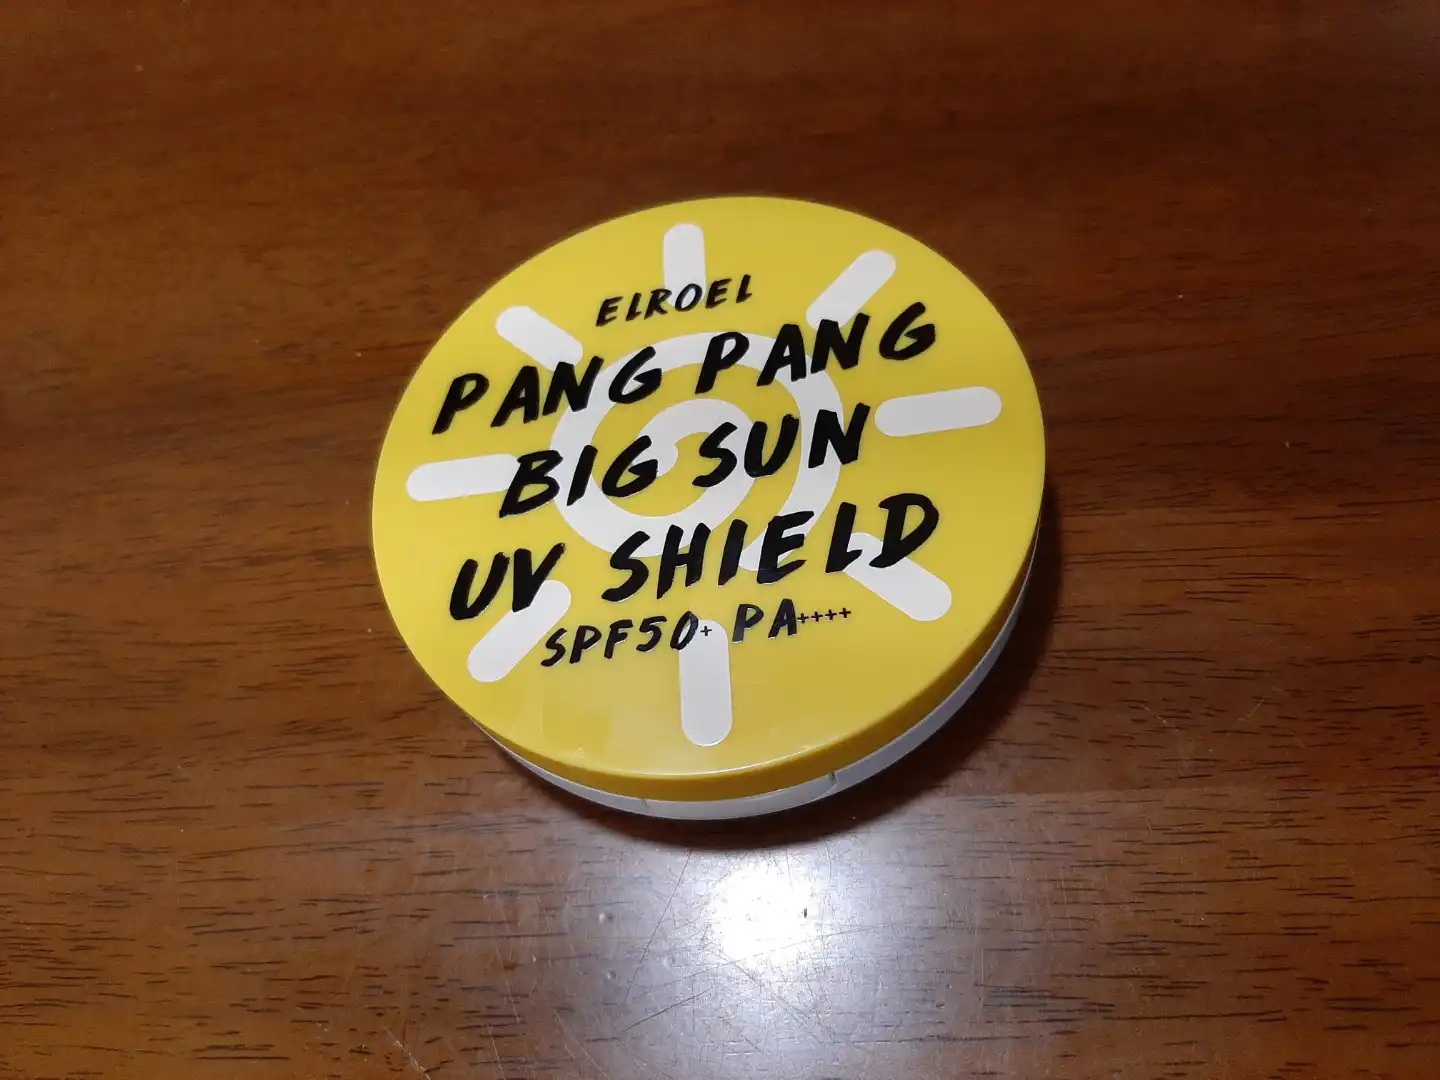 ELROEL
PANG PANG
BIG SUN
UV SHIELD
SPF50+ PA++++